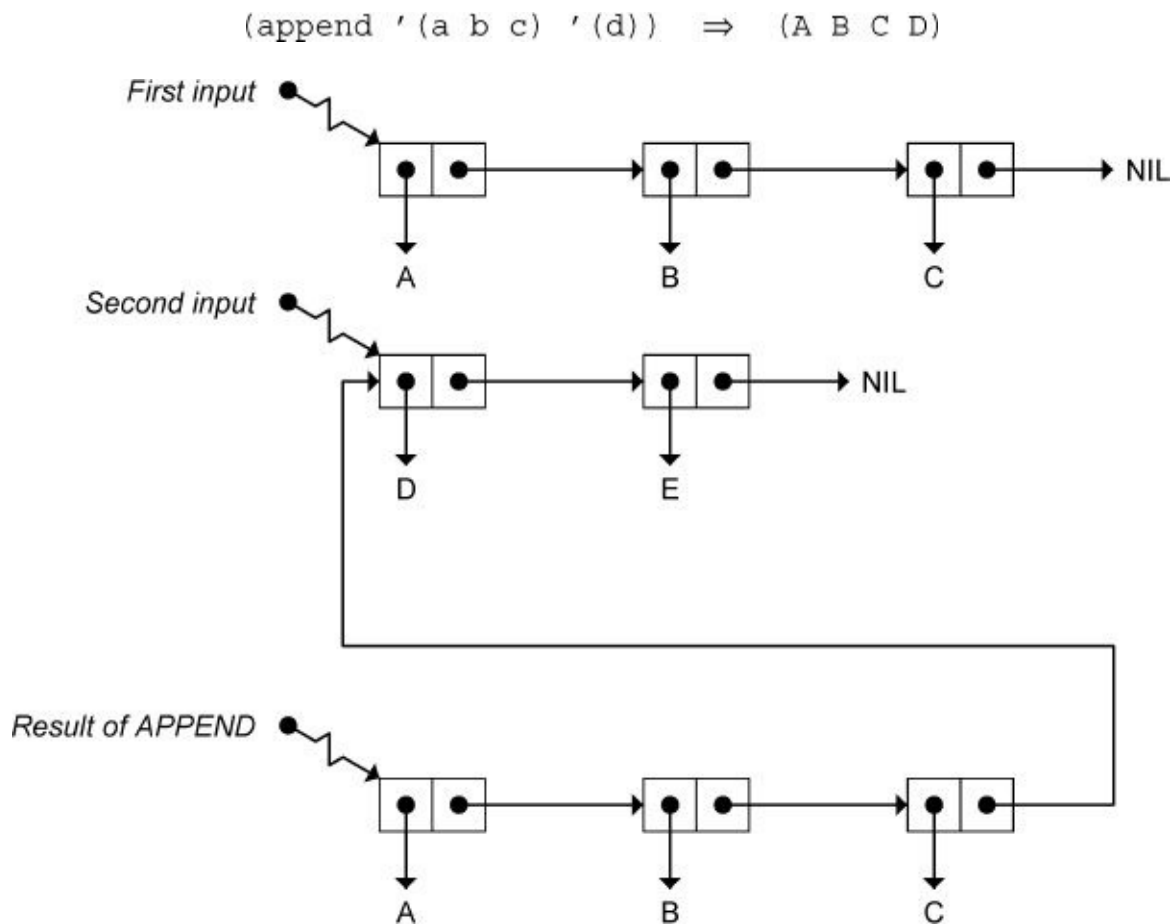 (append ′(a b c) ′(d)) ⇒ (A B C D)
First input
NIL
A B C
Second input
NIL
D E
Result of APPEND
A B C